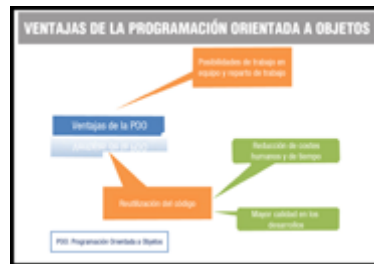 VENTAJAS DE LA PROGRAMACIÓN ORIENTADA A OBJETOS
Posibilidades de trabajo en
equipo y reparto de trabajo
Ventajas de la POO
Reducción de costes
humanos y de tiempo
Reutilización del código
Mayor calidad en los
desarrollos
POO: Programación Orientada a Objetos